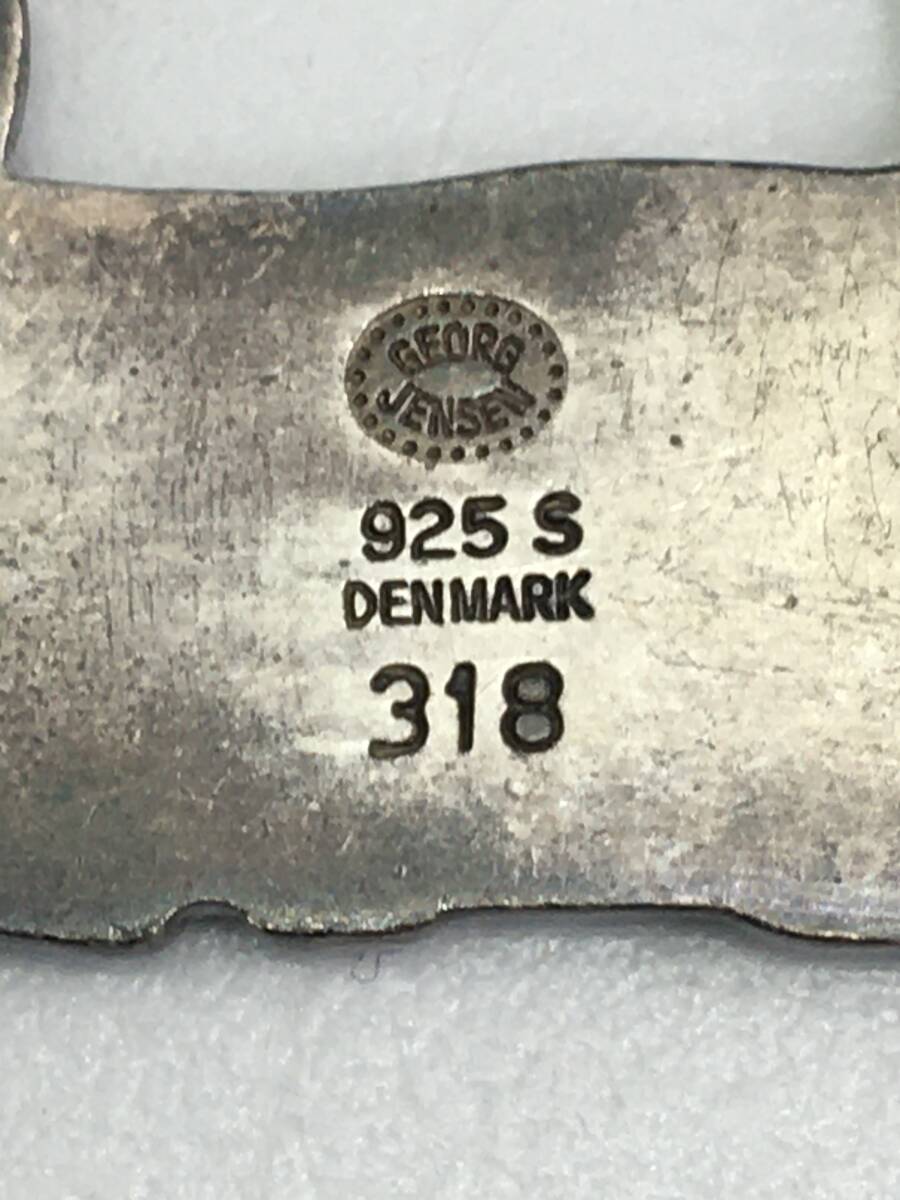 GEORG
JENSEN
925 S
DENMARK
318